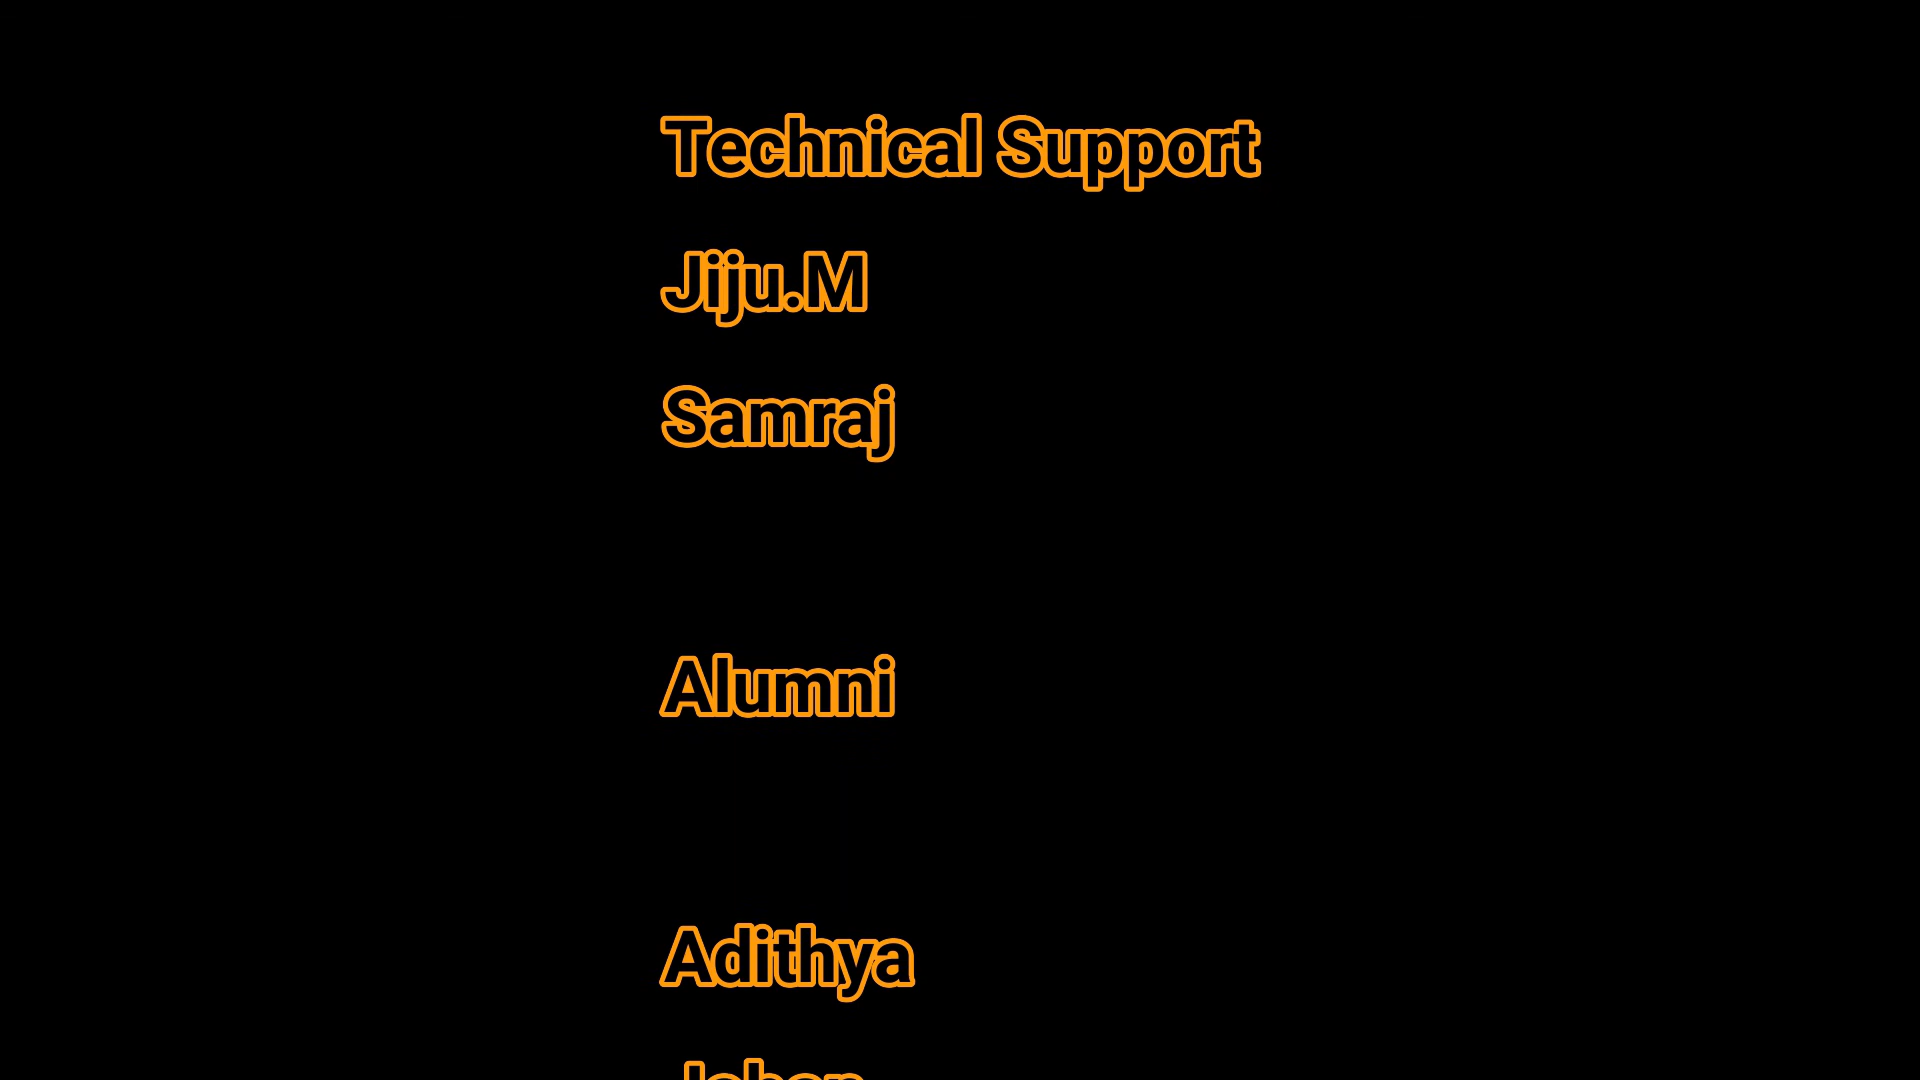 Technical Support
Jiju.M
Samraj
Alumni
Adithya